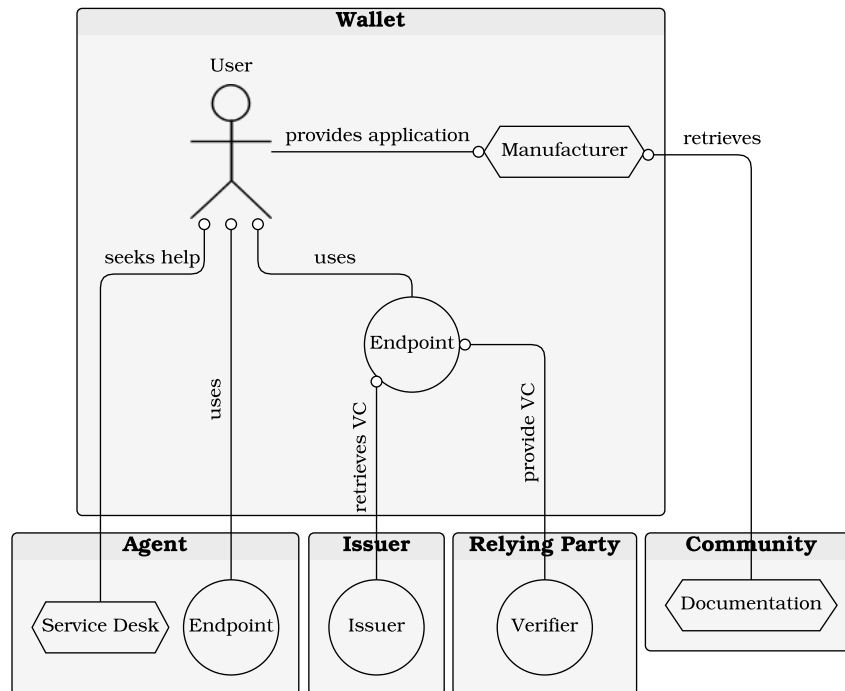 Wallet
User
provides application
Manufacturer
retrieves
seeks help
uses
Endpoint
uses
retrieves VC
provide VC
Agent
Issuer
Relying Party
Community
Service Desk
Endpoint
Issuer
Verifier
Documentation